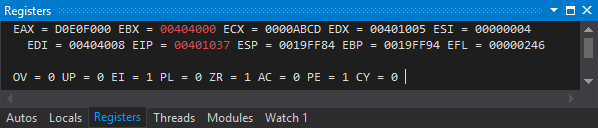 Registers
EAX = D0E0F000 EBX = 00404000 ECX = 0000ABCD EDX = 00401005 ESI = 00000004
EDI = 00404008 EIP = 00401037 ESP = 0019FF84 EBP = 0019FF94 EFL = 00000246
OV = 0 UP = 0 EI = 1 PL = 0 ZR = 1 AC = 0 PE = 1 CY = 0
Autos Locals Registers Threads Modules Watch 1